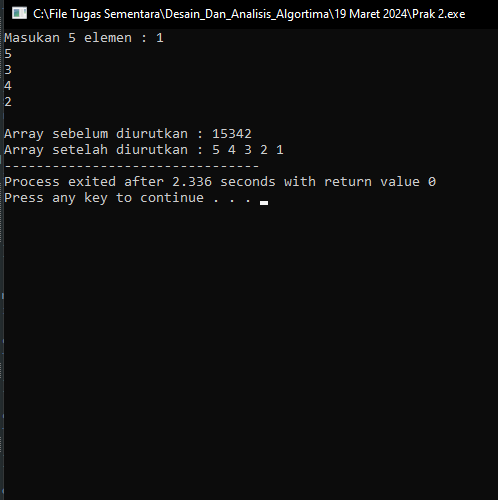 C:\File Tugas Sementara\Desain_Dan_Analisis_Algortima\19 Maret 2024\Prak 2.exe
Masukan 5 elemen : 1
5
3
4
2
Array sebelum diurutkan : 15342
Array setelah diurutkan : 5 4 3 2 1
--------------------------------
Process exited after 2.336 seconds with return value 0
Press any key to continue . . .